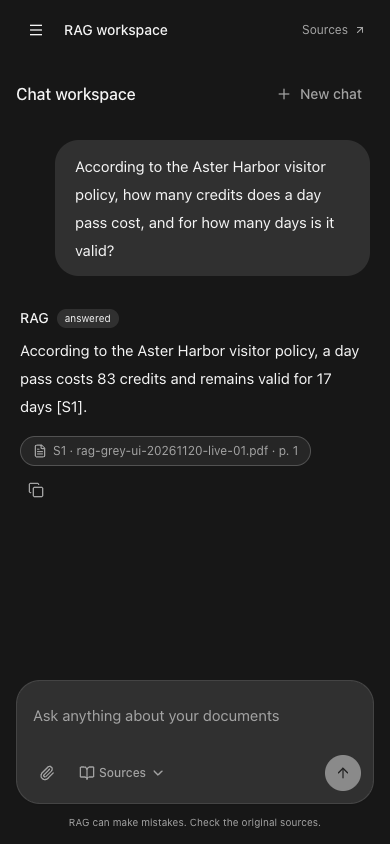 RAG workspace
Sources
Chat workspace
New chat
According to the Aster Harbor visitor
policy, how many credits does a day
pass cost, and for how many days is it
valid?
RAG
answered
According to the Aster Harbor visitor policy, a day
pass costs 83 credits and remains valid for 17
days [S1].
S1 · rag-grey-ui-20261120-live-01.pdf · p. 1
Ask anything about your documents
Sources
RAG can make mistakes. Check the original sources.